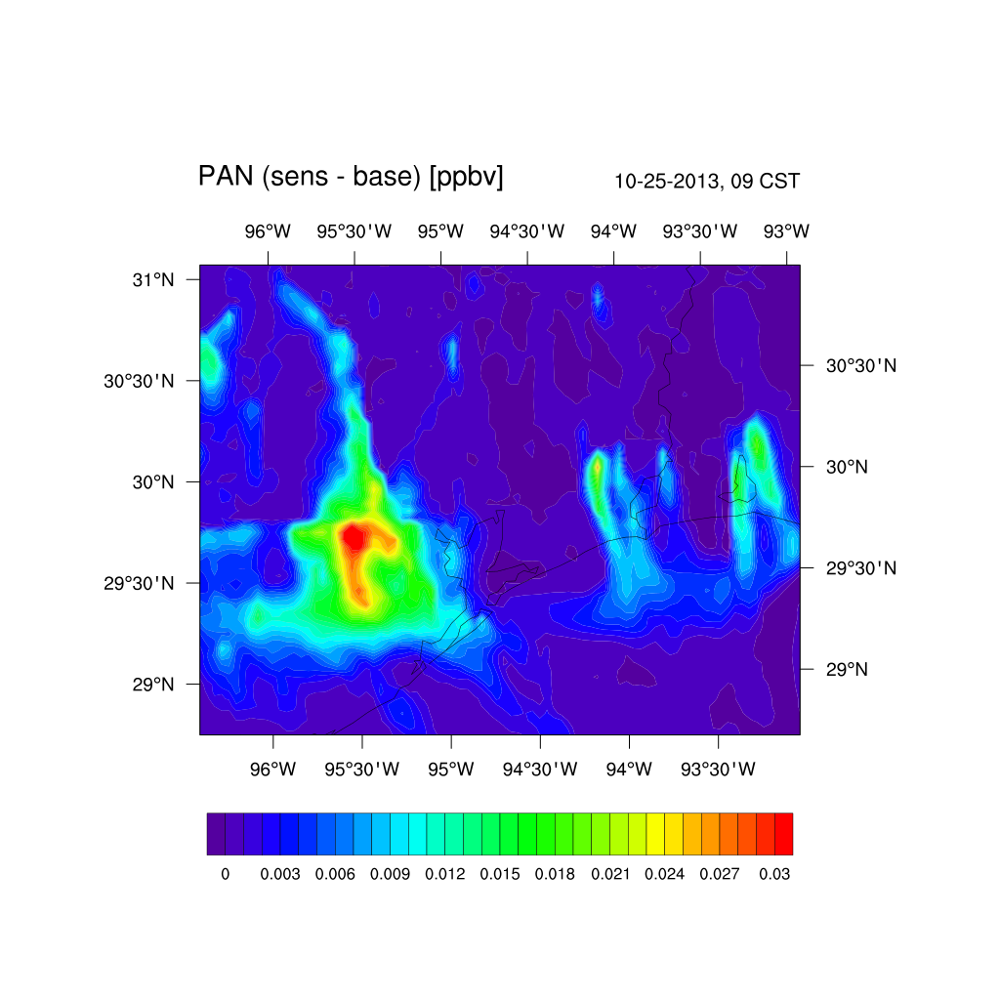 PAN (sens - base) [ppbv]
10-25-2013, 09 CST
96°W 95°30'W 95°W 94°30'W 94°W 93°30'W 93°W
31°N
30°30'N
30°30'N
30°N
30°N
29°30'N
29°30'N
29°N
29°N
96°W 95°30'W 95°W 94°30'W 94°W 93°30'W
0 0.003 0.006 0.009 0.012 0.015 0.018 0.021 0.024 0.027 0.03